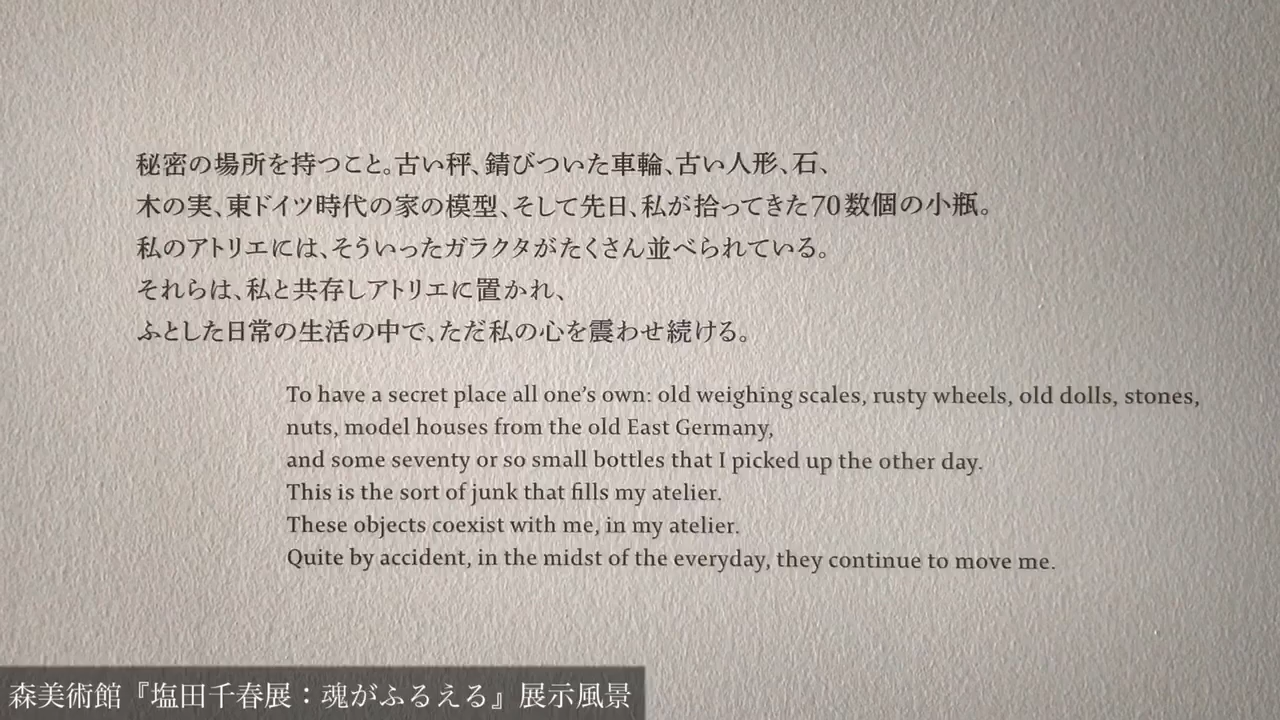 秘密の場所を持つこと。古い秤、錆びついた車輪、古い人形、石、
木の実、東ドイツ時代の家の模型、そして先日、私が拾ってきた70数個の小瓶。
私のアトリエには、そういったガラクタがたくさん並べられている。
それらは、私と共存しアトリエに置かれ、
ふとした日常の生活の中で、ただ私の心を震わせ続ける。
To have a secret place all one’s own: old weighing scales, rusty wheels, old dolls, stones,
nuts, model houses from the old East Germany,
and some seventy or so small bottles that I picked up the other day.
This is the sort of junk that fills my atelier.
These objects coexist with me, in my atelier.
Quite by accident, in the midst of the everyday, they continue to move me.
森美術館『塩田千春展：魂がふるえる』展示風景